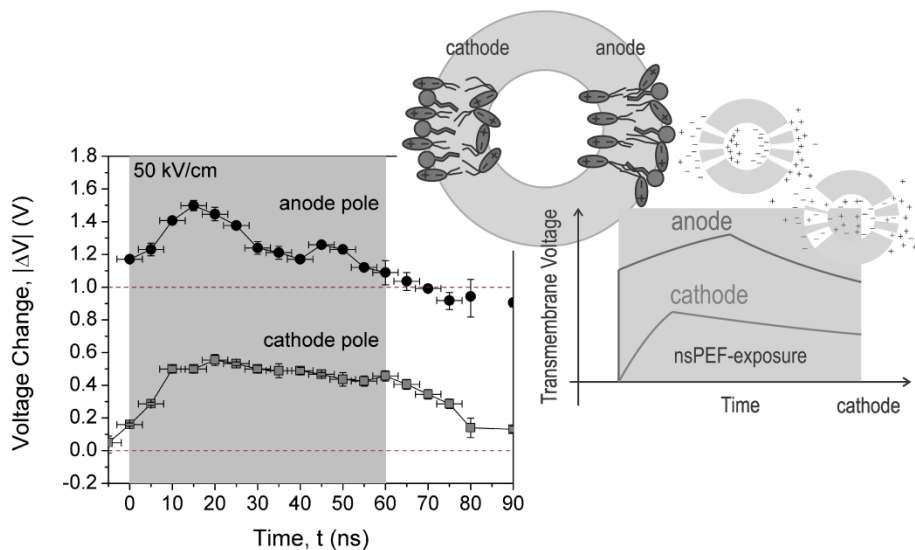 cathode
anode
50 kV/cm
anode pole
cathode pole
Voltage Change, |ΔV| (V)
1.8
1.6
1.4
1.2
1.0
0.8
0.6
0.4
0.2
0.0
-0.2
0 10 20 30 40 50 60 70 80 90
Time, t (ns)
Transmembrane Voltage
anode
cathode
nsPEF-exposure
Time
cathode